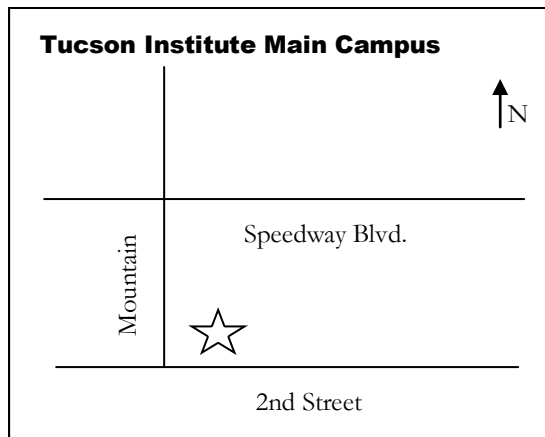 Tucson Institute Main Campus
N
Speedway Blvd.
Mountain
2nd Street